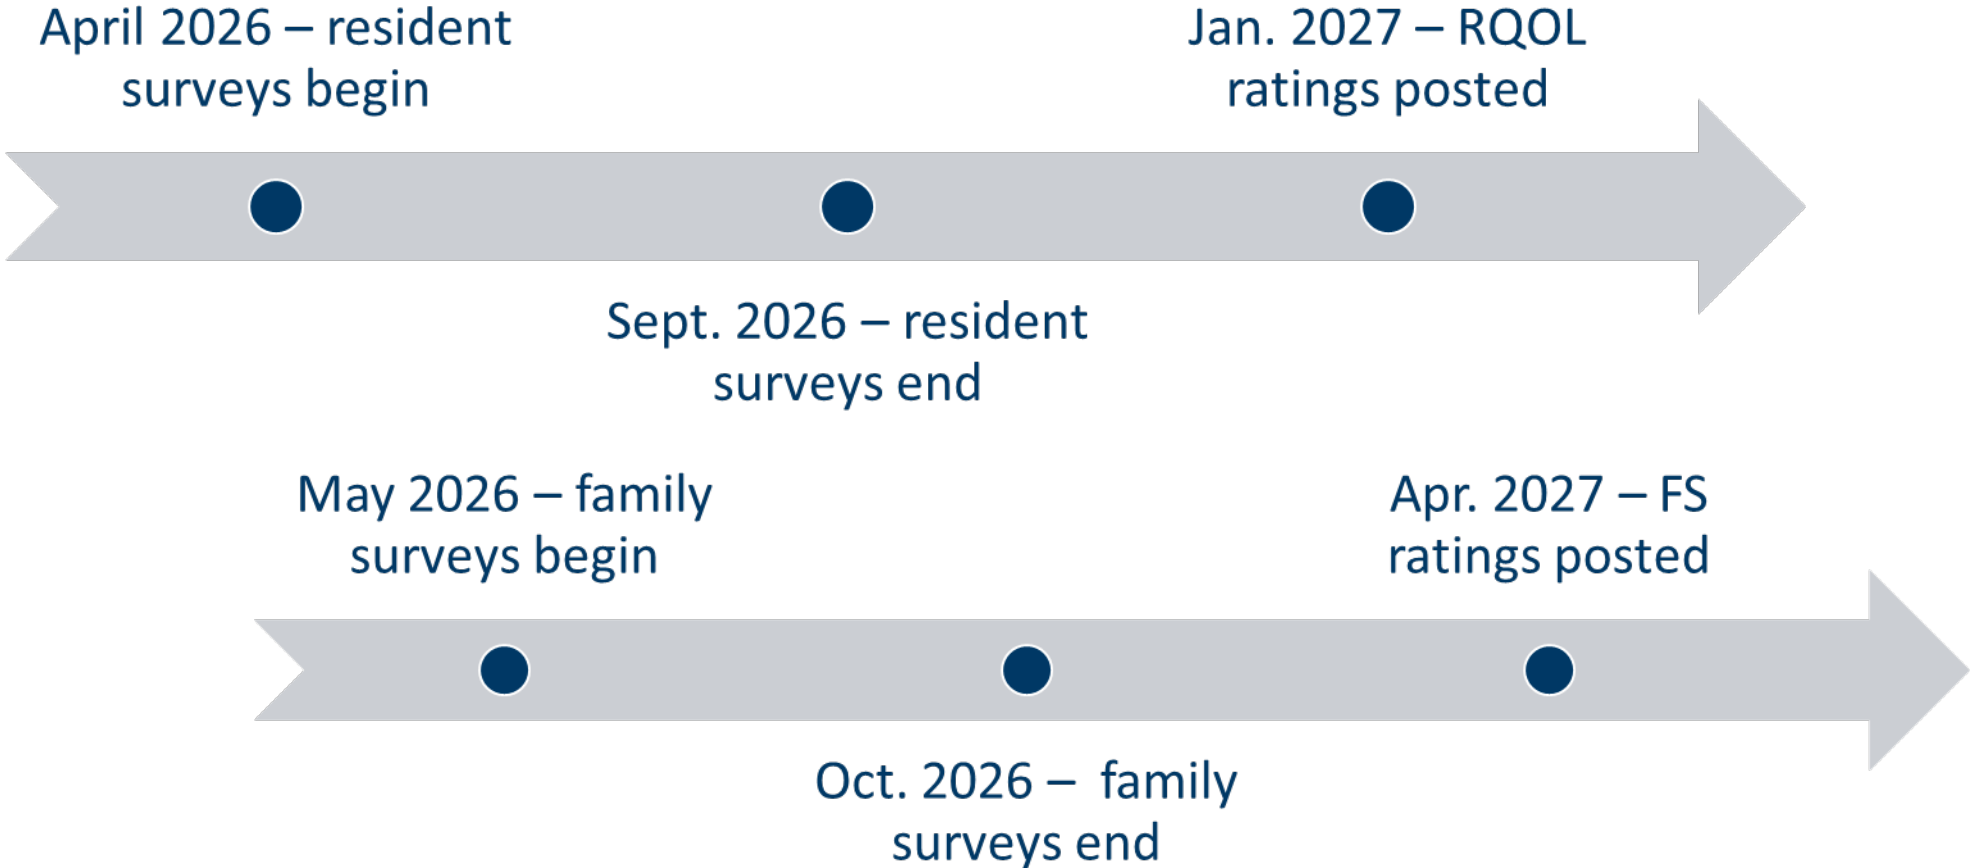 April 2026 – resident
surveys begin
Jan. 2027 – RQOL
ratings posted
Sept. 2026 – resident
surveys end
May 2026 – family
surveys begin
Apr. 2027 – FS
ratings posted
Oct. 2026 –  family
surveys end